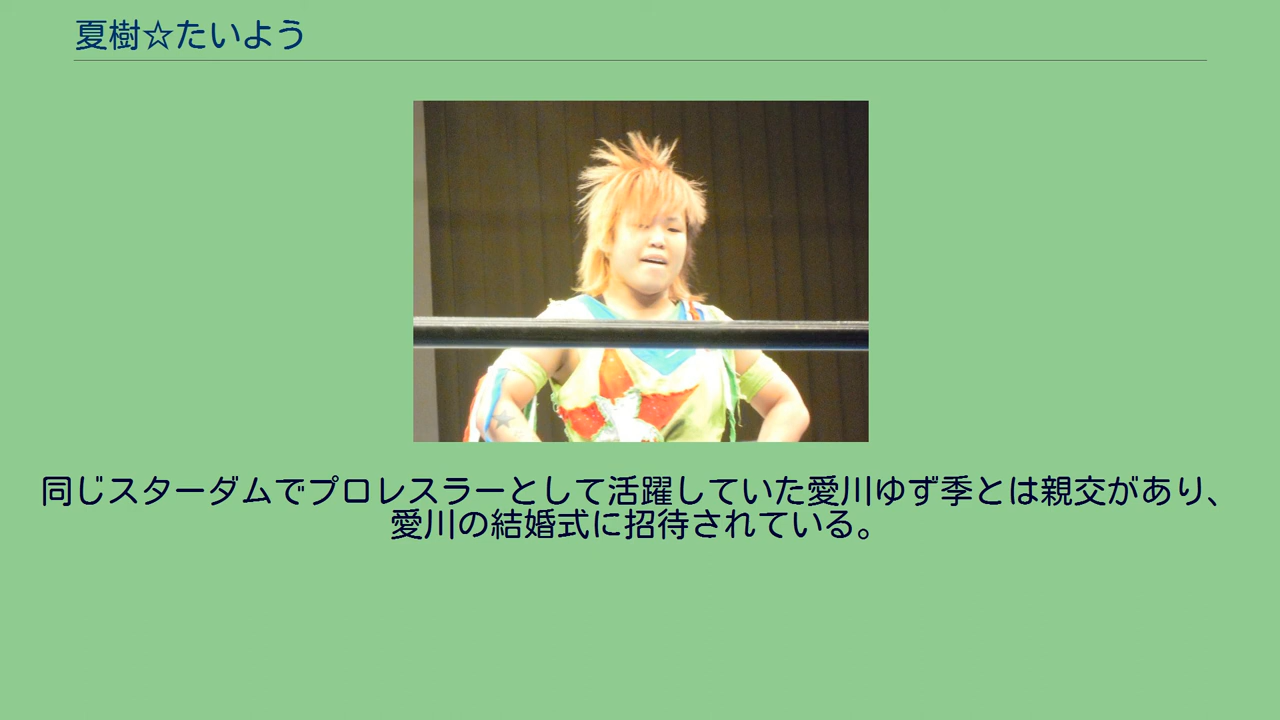 夏樹☆たいよう
同じスターダムでプロレスラーとして活躍していた愛川ゆず季とは親交があり、
愛川の結婚式に招待されている。